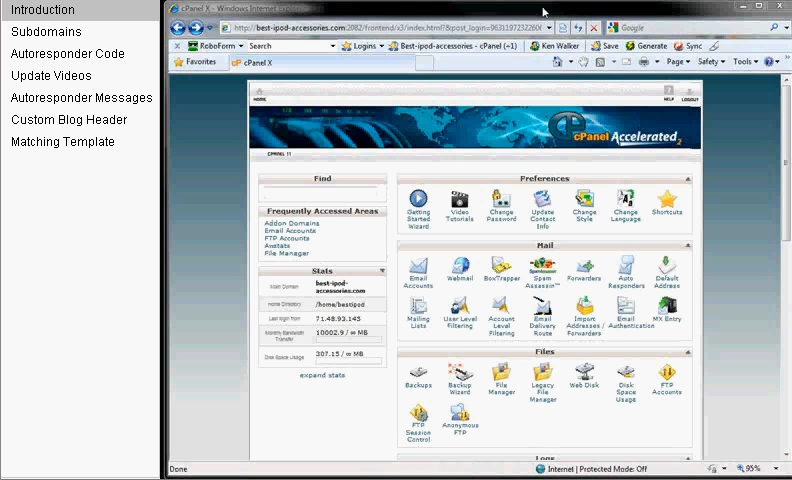 Introduction
Subdomains
Autoresponder Code
Update Videos
Autoresponder Messages
Custom Blog Header
Matching Template
cPanel X - Windows Internet
http://best-ipod-accessories.com:2082/frontend/x3/index.html?
Google
RoboForm
Search
Logins
Best-ipod-accessories - cPanel (+1)
Ken Walker
Save
Generate
Sync
Favorites
cPanel X
Page
Safety
Tools
HOME
HELP
LOGOUT
cPanel Accelerated 2
CPANEL 11
Find
Frequently Accessed Areas
Addon Domains
Email Accounts
FTP Accounts
Awstats
File Manager
Stats
Main Domain
best-ipod-accessories.com
Home Directory
/home/bestipod
Last login from
71.48.93.145
Monthly Bandwidth Transfer
10002.9 / ∞ MB
Disk Space Usage
307.15 / ∞ MB
expand stats
Preferences
Getting Started Wizard
Video Tutorials
Change Password
Update Contact Info
Change Style
Change Language
Shortcuts
Mail
Email Accounts
Webmail
BoxTrapper
Spam Assassin™
Forwarders
Auto Responders
Default Address
Mailing Lists
User Level Filtering
Account Level Filtering
Email Delivery Route
Import Addresses / Forwarders
Email Authentication
MX Entry
Files
Backups
Backup Wizard
File Manager
Legacy File Manager
Web Disk
Disk Space Usage
FTP Accounts
FTP Session Control
Anonymous FTP
Logs
Done
Internet | Protected Mode: Off
95%